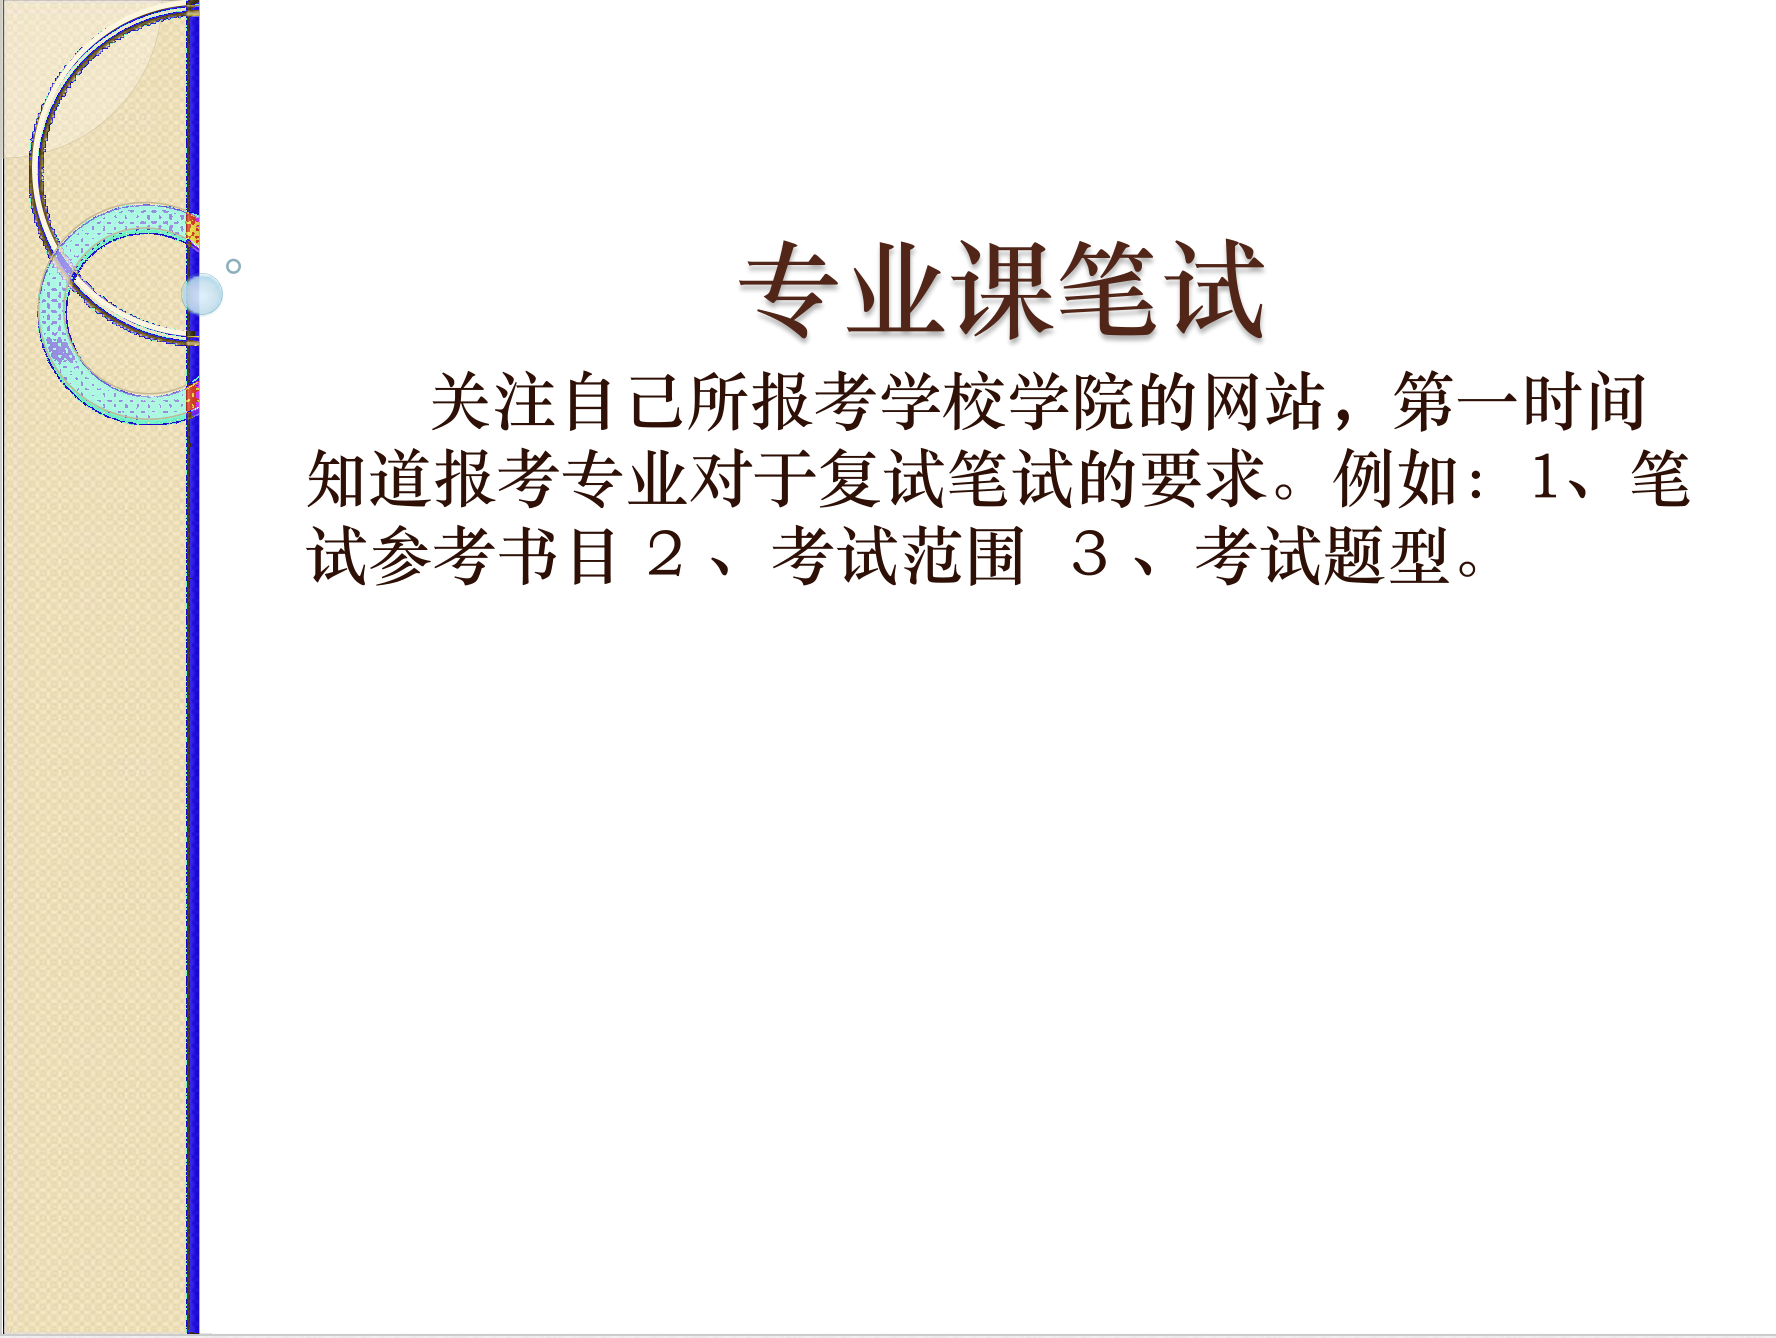 专业课笔试
关注自己所报考学校学院的网站，第一时间
知道报考专业对于复试笔试的要求。例如：1、笔
试参考书目 2 、考试范围  3 、考试题型。